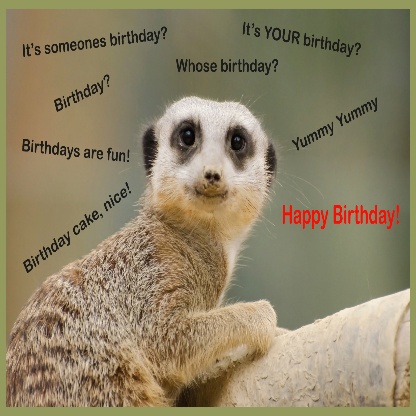 It's someones birthday?
It's YOUR birthday?
Whose birthday?
Birthday?
Yummy Yummy
Birthdays are fun!
Birthday cake, nice!
Happy Birthday!